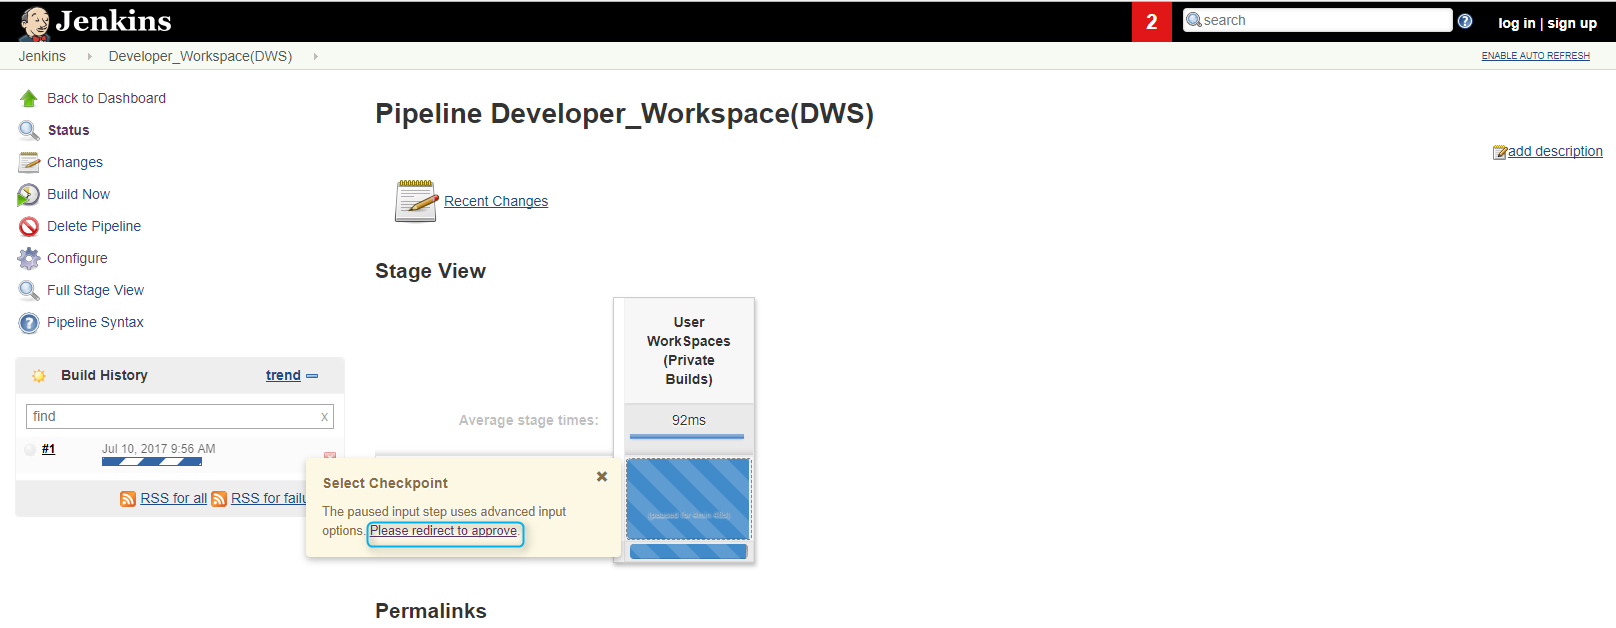 Jenkins
2
search
log in | sign up
Jenkins
Developer_Workspace(DWS)
ENABLE AUTO REFRESH
Back to Dashboard
Status
Changes
Build Now
Delete Pipeline
Configure
Full Stage View
Pipeline Syntax
Build History
trend
find
x
#1
Jul 10, 2017 9:56 AM
RSS for all
RSS for failu
Pipeline Developer_Workspace(DWS)
add description
Recent Changes
Stage View
User
WorkSpaces
(Private
Builds)
Average stage times:
92ms
Select Checkpoint
The paused input step uses advanced input
options. Please redirect to approve.
(paused for
Permalinks